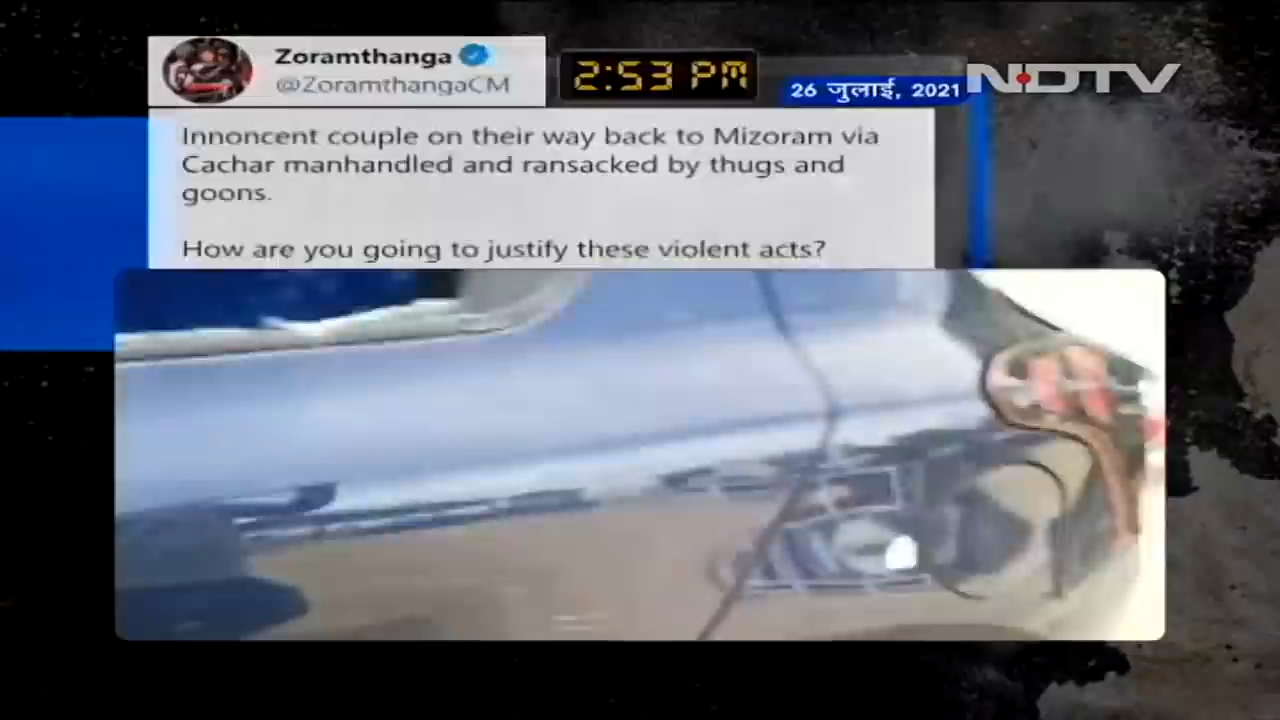 Zoramthanga
@ZoramthangaCM
2:53 PM
26 जुलाई, 2021
NDTV
Innoncent couple on their way back to Mizoram via
Cachar manhandled and ransacked by thugs and
goons.
How are you going to justify these violent acts?